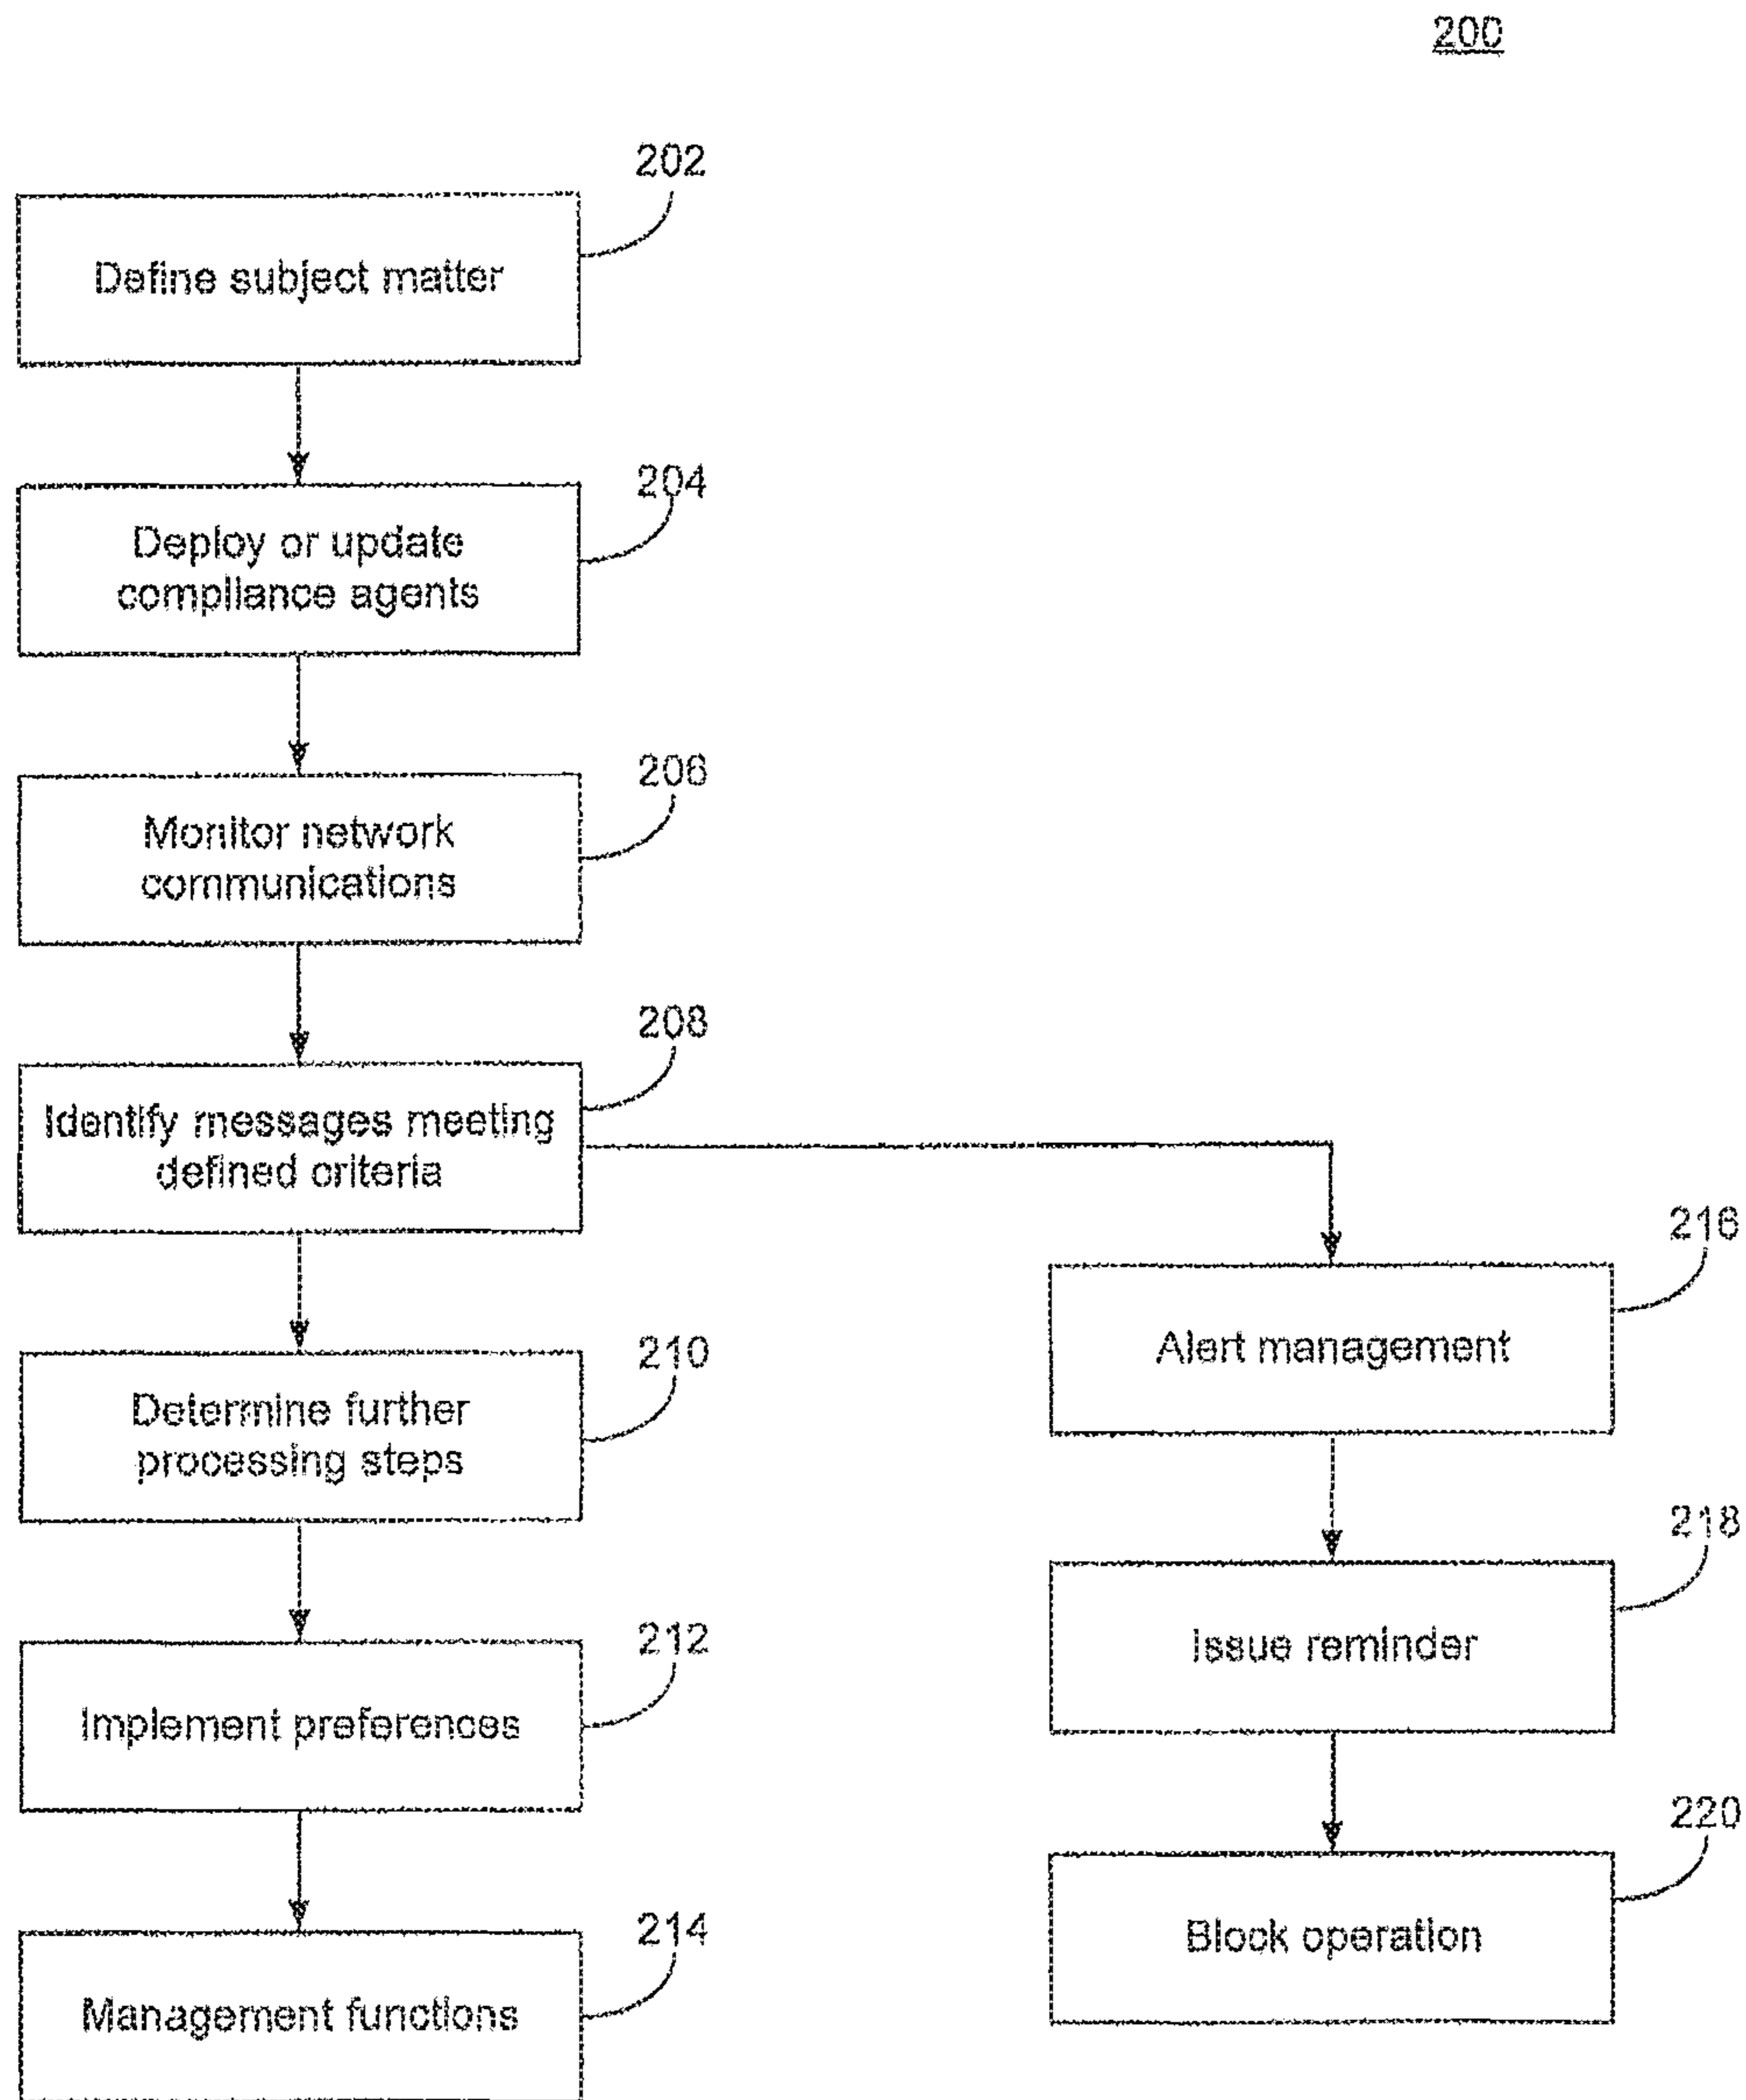 200
202
Define subject matter
204
Deploy or update
compliance agents
206
Monitor network
communications
208
Identify messages meeting
defined criteria
210
Determine further
processing steps
212
Implement preferences
214
Management functions
216
Alert management
218
Issue reminder
220
Block operation